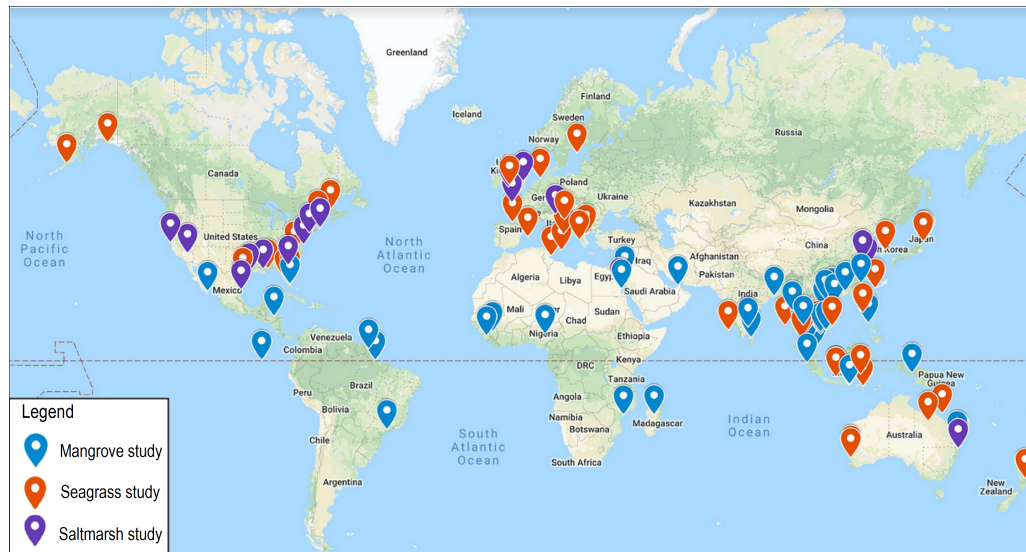 Greenland
Iceland
Finland
Sweden
Norway
Russia
Canada
Poland
Ukraine
Kazakhstan
Mongolia
Spain
North
Pacific
Ocean
United States
North
Atlantic
Ocean
Turkey
Iraq
Afghanistan
Pakistan
China
Japan
Algeria
Libya
Saudi Arabia
India
Mexico
Mali
Chad
Sudan
Nigeria
Ethiopia
Venezuela
Colombia
DRC
Kenya
Tanzania
Papua New
Guinea
Peru
Brazil
Bolivia
Angola
Namibia
Botswana
Madagascar
Indian
Ocean
Australia
Chile
South
Atlantic
Ocean
South Africa
Argentina
New
Zealand
Legend
Mangrove study
Seagrass study
Saltmarsh study